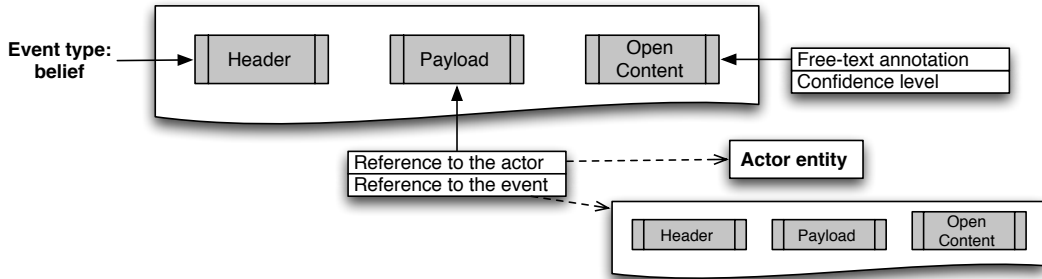 Event type:
belief
Header
Payload
Open
Content
Free-text annotation
Confidence level
Reference to the actor
Reference to the event
Actor entity
Header
Payload
Open
Content